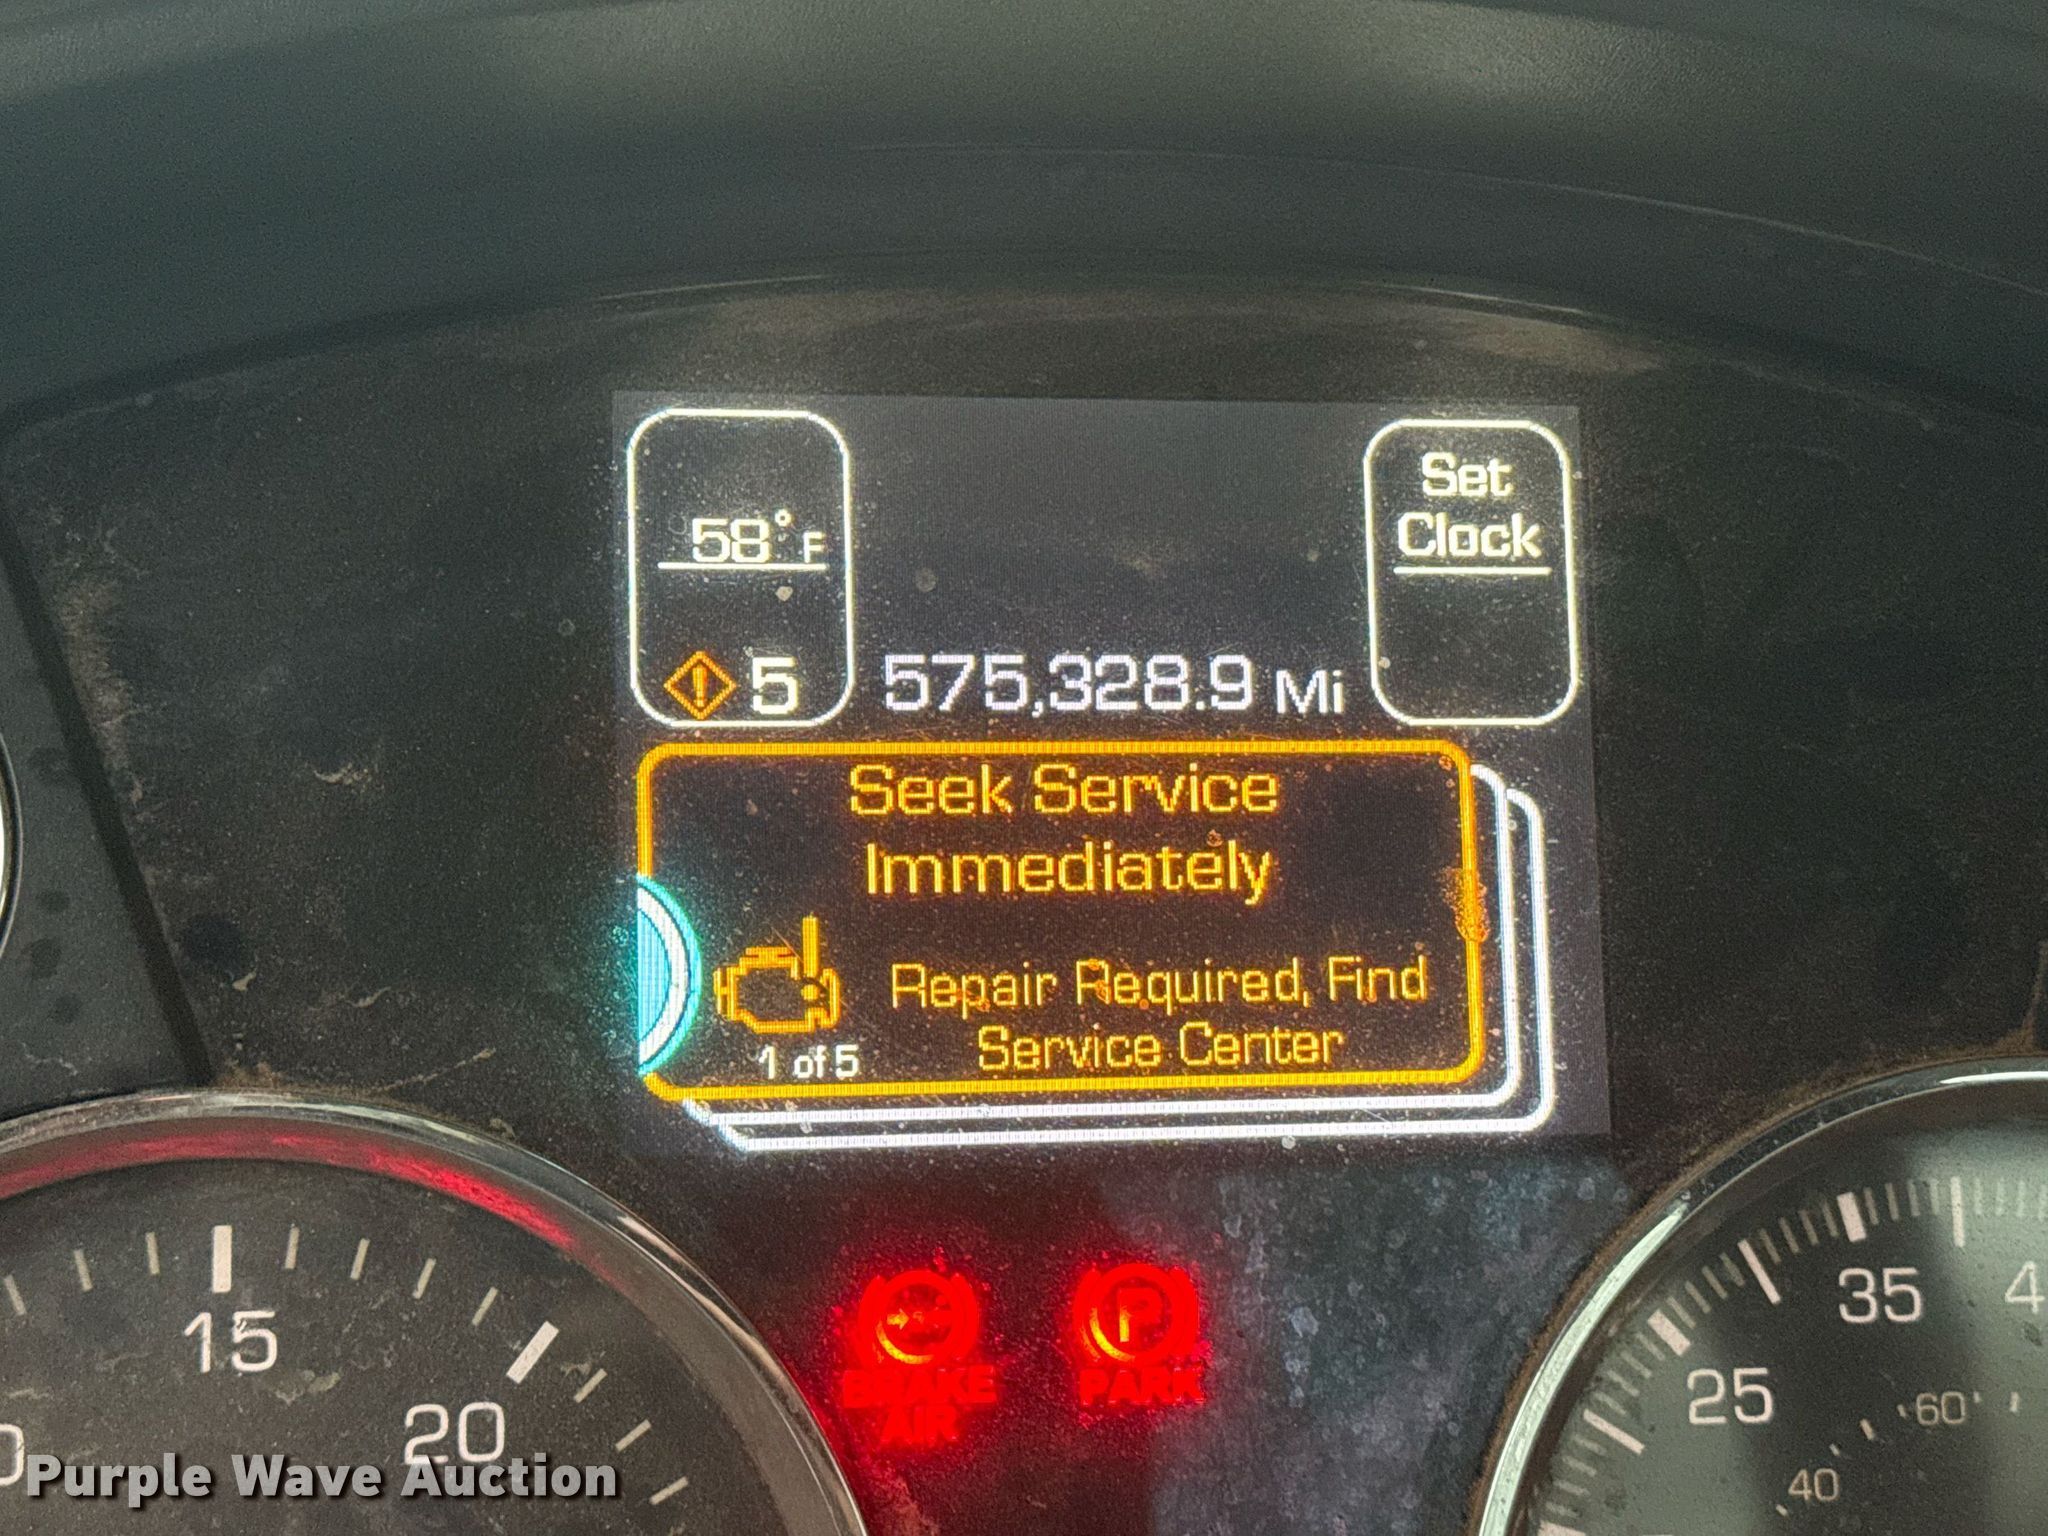 58°F
Set
Clock
5
575,328.9 Mi
Seek Service
Immediately
Repair Required, Find
Service Center
1 of 5
BRAKE
AIR
PARK
15
20
25
35
40
60
Purple Wave Auction